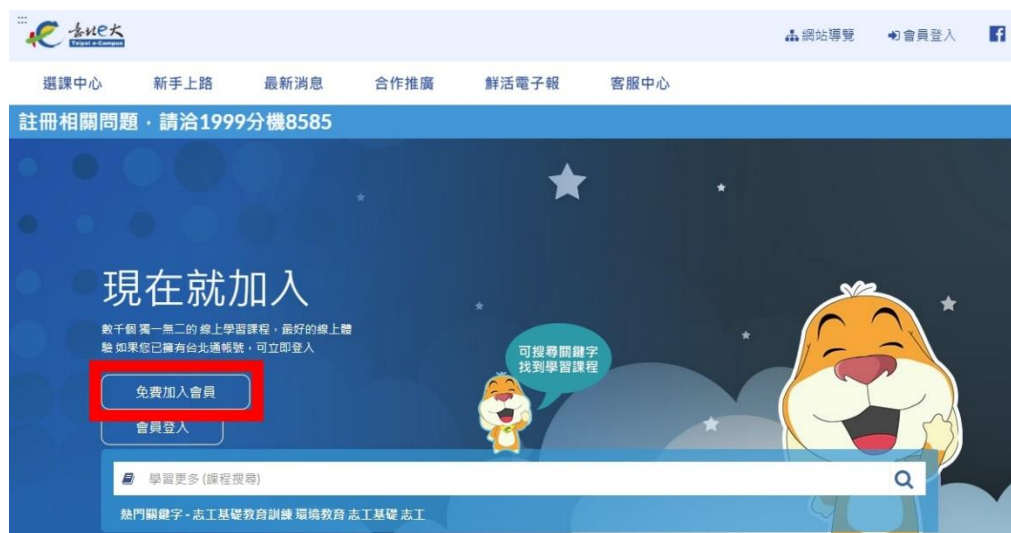 :::
臺北e大
Taipei e-Campus
網站導覽 會員登入
選課中心 新手上路 最新消息 合作推廣 鮮活電子報 客服中心
註冊相關問題，請洽1999分機8585
現在就加入
數千個 獨一無二的 線上學習課程，最好的線上體
驗 如果您已擁有台北通帳號，可立即登入
可搜尋關鍵字
找到學習課程
免費加入會員
會員登入
學習更多 (課程搜尋)
熱門關鍵字 - 志工基礎教育訓練 環境教育 志工基礎 志工